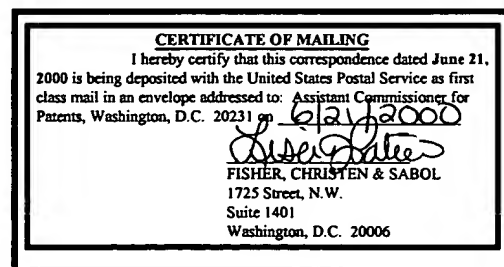 CERTIFICATE OF MAILING
I hereby certify that this correspondence dated June 21,
2000 is being deposited with the United States Postal Service as first
class mail in an envelope addressed to: Assistant Commissioner for
Patents, Washington, D.C. 20231 on 6/21/2000
FISHER, CHRISTEN & SABOL
1725 Street, N.W.
Suite 1401
Washington, D.C. 20006